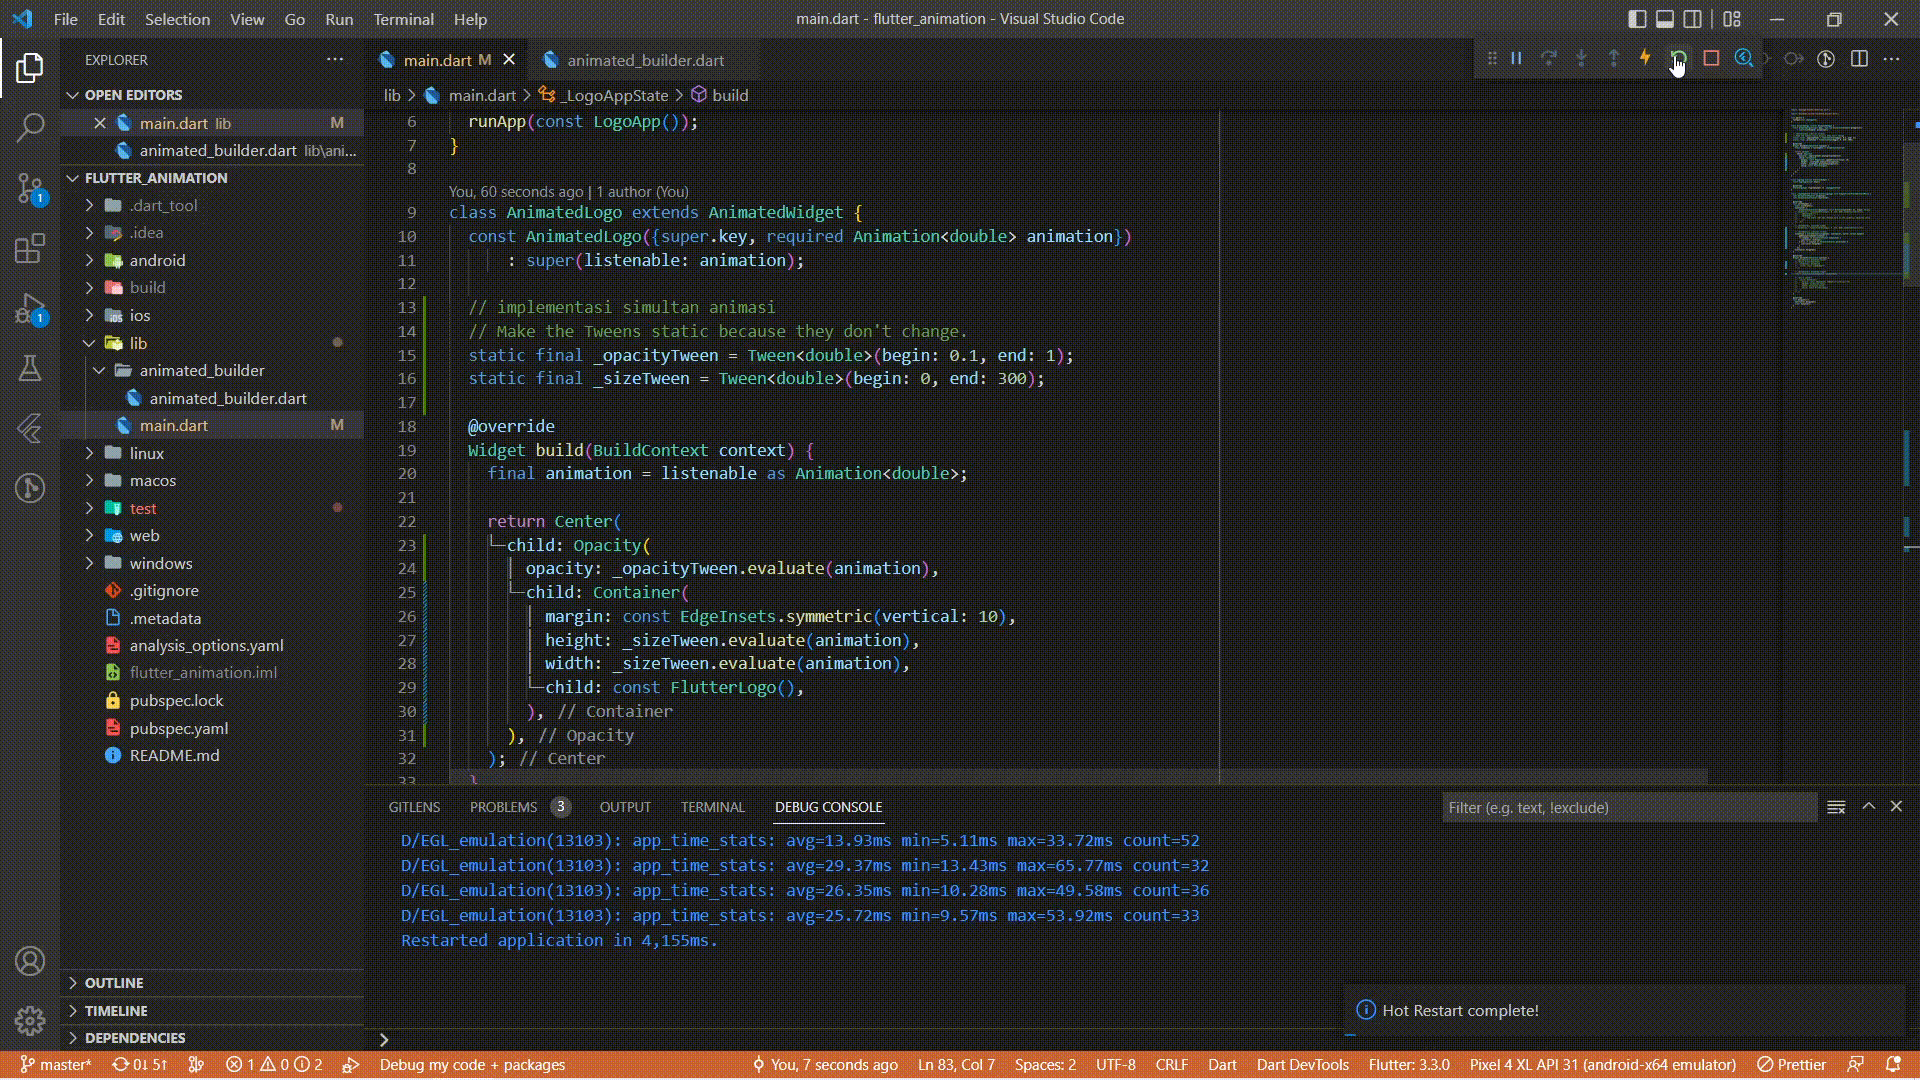 File Edit Selection View Go Run Terminal Help
main.dart - flutter_animation - Visual Studio Code
EXPLORER
OPEN EDITORS
main.dart lib M
animated_builder.dart lib\ani...
FLUTTER_ANIMATION
.dart_tool
.idea
android
build
ios
lib
animated_builder
animated_builder.dart
main.dart M
linux
macos
test
web
windows
.gitignore
.metadata
analysis_options.yaml
flutter_animation.iml
pubspec.lock
pubspec.yaml
README.md
OUTLINE
TIMELINE
DEPENDENCIES
main.dart M
animated_builder.dart
lib > main.dart > _LogoAppState > build
6 runApp(const LogoApp());
7 }
8
You, 60 seconds ago | 1 author (You)
9 class AnimatedLogo extends AnimatedWidget {
10 const AnimatedLogo({super.key, required Animation<double> animation})
11 : super(listenable: animation);
12
13 // implementasi simultan animasi
14 // Make the Tweens static because they don't change.
15 static final _opacityTween = Tween<double>(begin: 0.1, end: 1);
16 static final _sizeTween = Tween<double>(begin: 0, end: 300);
17
18 @override
19 Widget build(BuildContext context) {
20 final animation = listenable as Animation<double>;
21
22 return Center(
23 child: Opacity(
24 opacity: _opacityTween.evaluate(animation),
25 child: Container(
26 margin: const EdgeInsets.symmetric(vertical: 10),
27 height: _sizeTween.evaluate(animation),
28 width: _sizeTween.evaluate(animation),
29 child: const FlutterLogo(),
30 ), // Container
31 ), // Opacity
32 ); // Center
33 }
GITLENS PROBLEMS 3 OUTPUT TERMINAL DEBUG CONSOLE
Filter (e.g. text, !exclude)
D/EGL_emulation(13103): app_time_stats: avg=13.93ms min=5.11ms max=33.72ms count=52
D/EGL_emulation(13103): app_time_stats: avg=29.37ms min=13.43ms max=65.77ms count=32
D/EGL_emulation(13103): app_time_stats: avg=26.35ms min=10.28ms max=49.58ms count=36
D/EGL_emulation(13103): app_time_stats: avg=25.72ms min=9.57ms max=53.92ms count=33
Restarted application in 4,155ms.
Hot Restart complete!
master* 0↓ 5↑ 1 0 2 Debug my code + packages You, 7 seconds ago Ln 83, Col 7 Spaces: 2 UTF-8 CRLF Dart Dart DevTools Flutter: 3.3.0 Pixel 4 XL API 31 (android-x64 emulator) Prettier